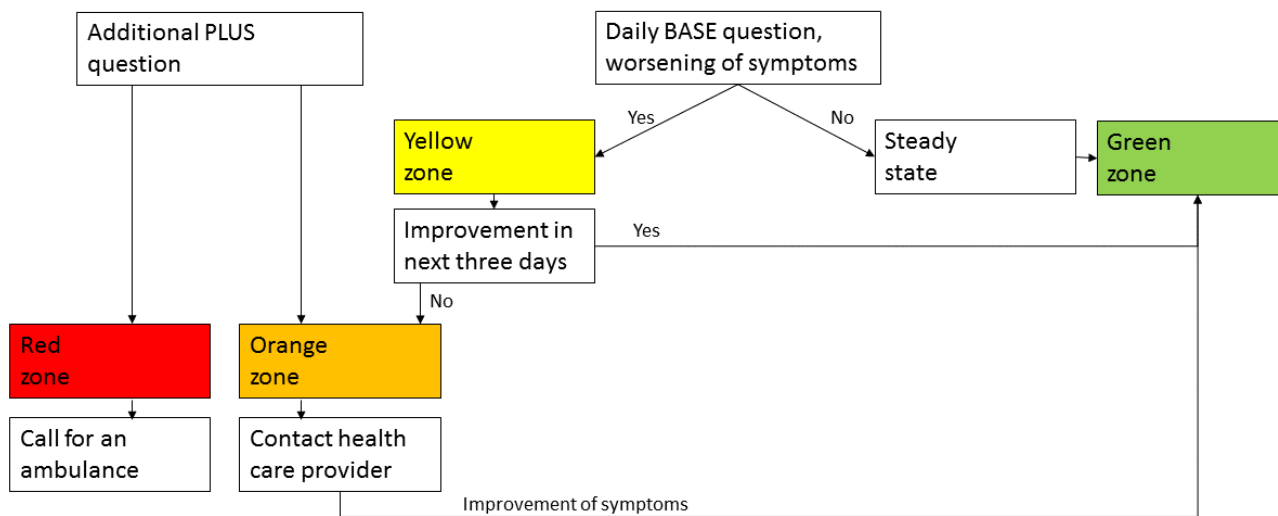 Additional PLUS
question
Daily BASE question,
worsening of symptoms
Yes
No
Yellow
zone
Steady
state
Green
zone
Improvement in
next three days
Yes
No
Red
zone
Orange
zone
Call for an
ambulance
Contact health
care provider
Improvement of symptoms